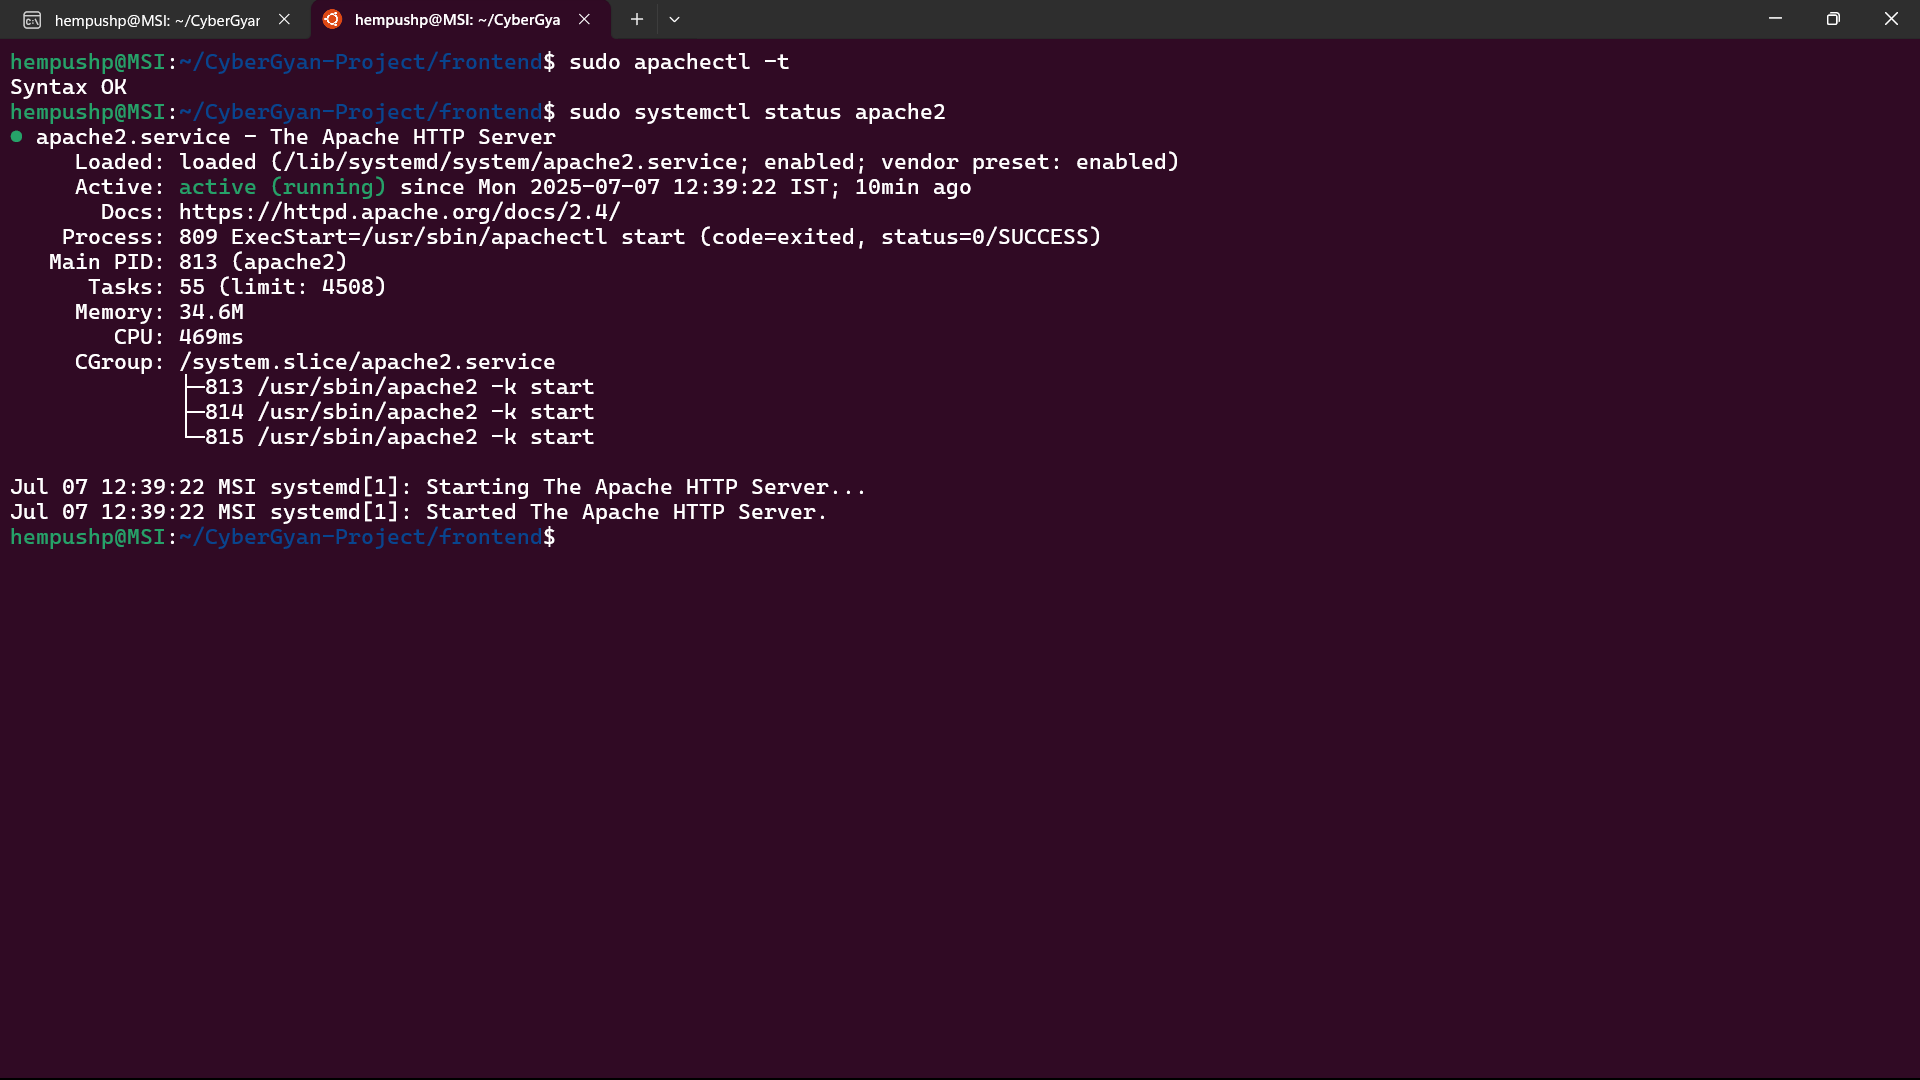 hempushp@MSI: ~/CyberGyar
hempushp@MSI: ~/CyberGya
hempushp@MSI:~/CyberGyan-Project/frontend$ sudo apachectl -t
Syntax OK
hempushp@MSI:~/CyberGyan-Project/frontend$ sudo systemctl status apache2
● apache2.service - The Apache HTTP Server
     Loaded: loaded (/lib/systemd/system/apache2.service; enabled; vendor preset: enabled)
     Active: active (running) since Mon 2025-07-07 12:39:22 IST; 10min ago
       Docs: https://httpd.apache.org/docs/2.4/
    Process: 809 ExecStart=/usr/sbin/apachectl start (code=exited, status=0/SUCCESS)
   Main PID: 813 (apache2)
      Tasks: 55 (limit: 4508)
     Memory: 34.6M
        CPU: 469ms
     CGroup: /system.slice/apache2.service
             ├─813 /usr/sbin/apache2 -k start
             ├─814 /usr/sbin/apache2 -k start
             └─815 /usr/sbin/apache2 -k start
Jul 07 12:39:22 MSI systemd[1]: Starting The Apache HTTP Server...
Jul 07 12:39:22 MSI systemd[1]: Started The Apache HTTP Server.
hempushp@MSI:~/CyberGyan-Project/frontend$